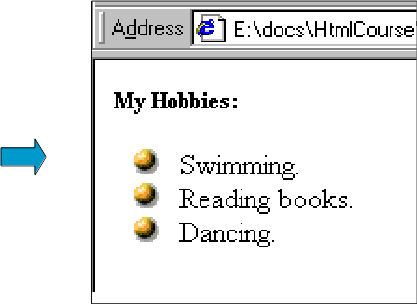 Address E:\docs\HtmlCourse\
My Hobbies:
Swimming.
Reading books.
Dancing.